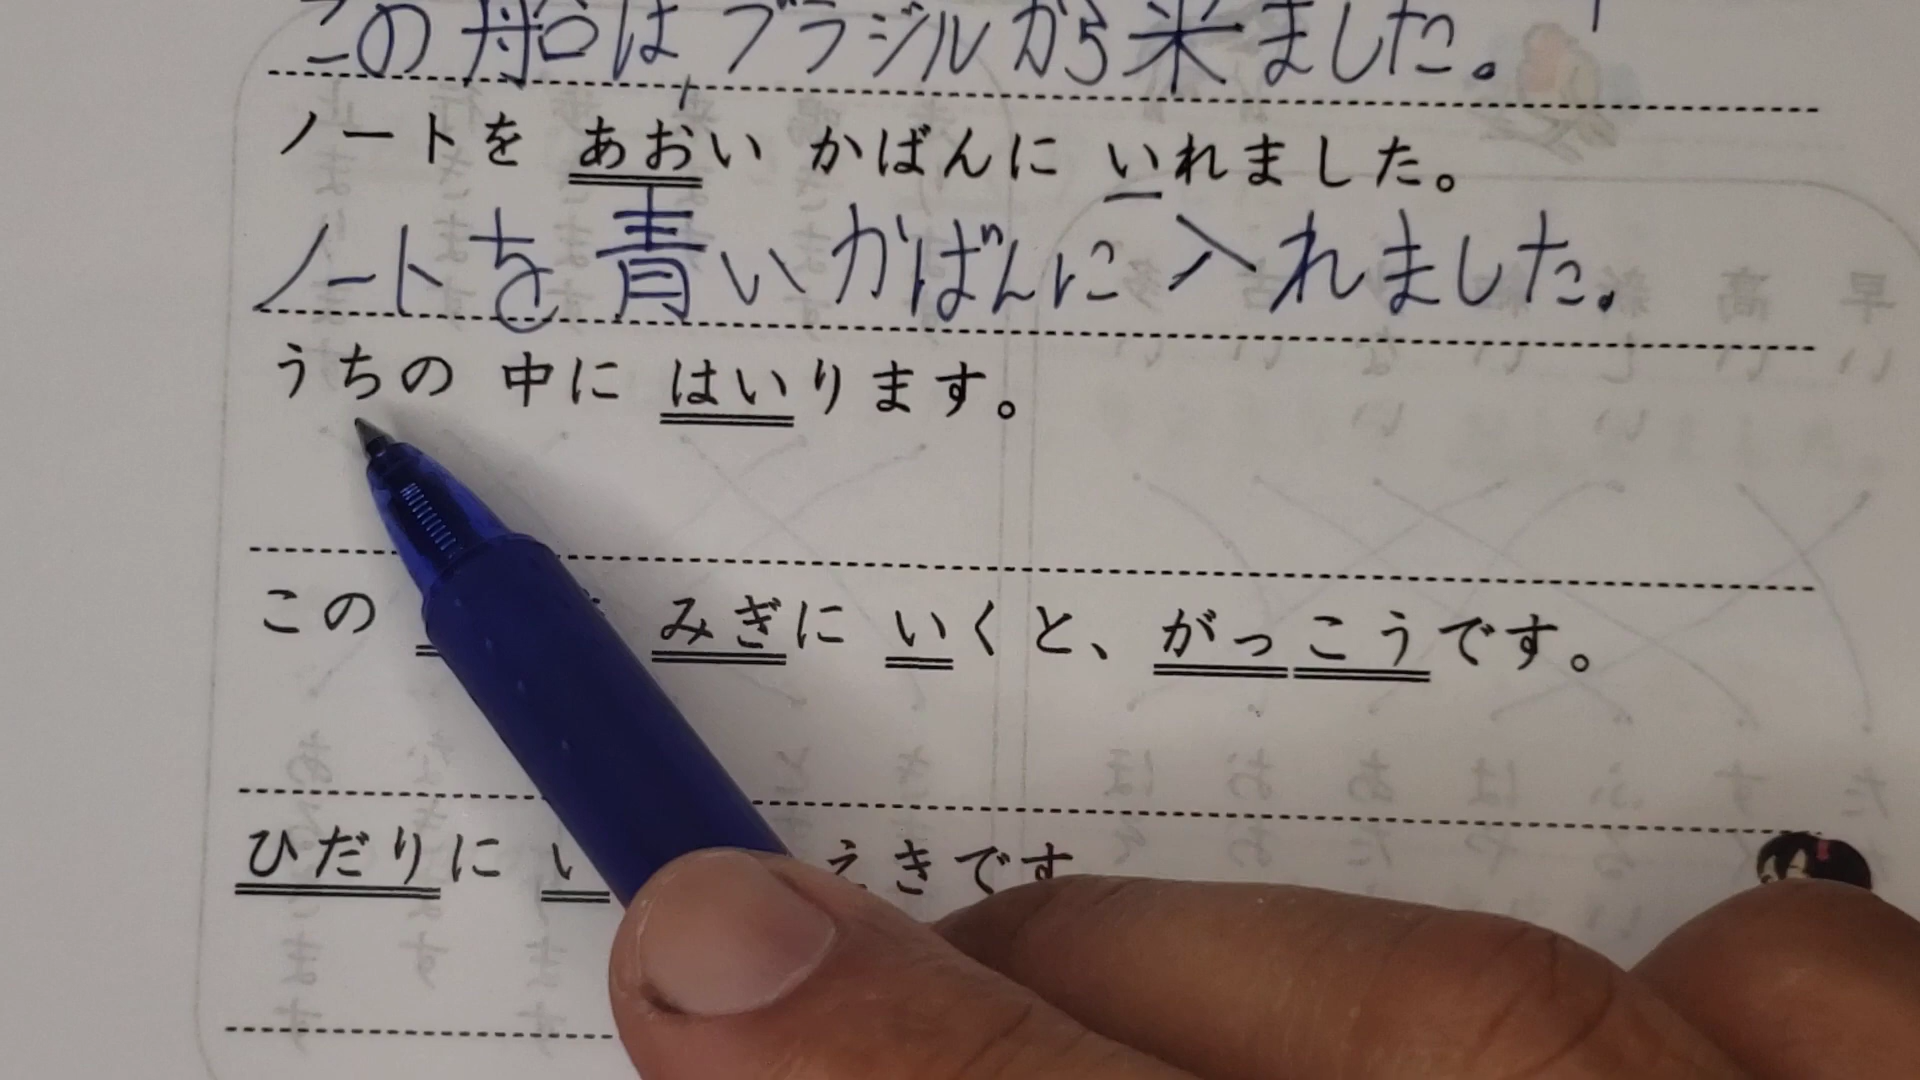 この船はブラジルから米ました。
ノートを あおい かばんに いれました。
ノートを青いかばんに入れました.
うちの 中に はいります。
この みぎに いくと、がっこうです。
ひだりに い えきです